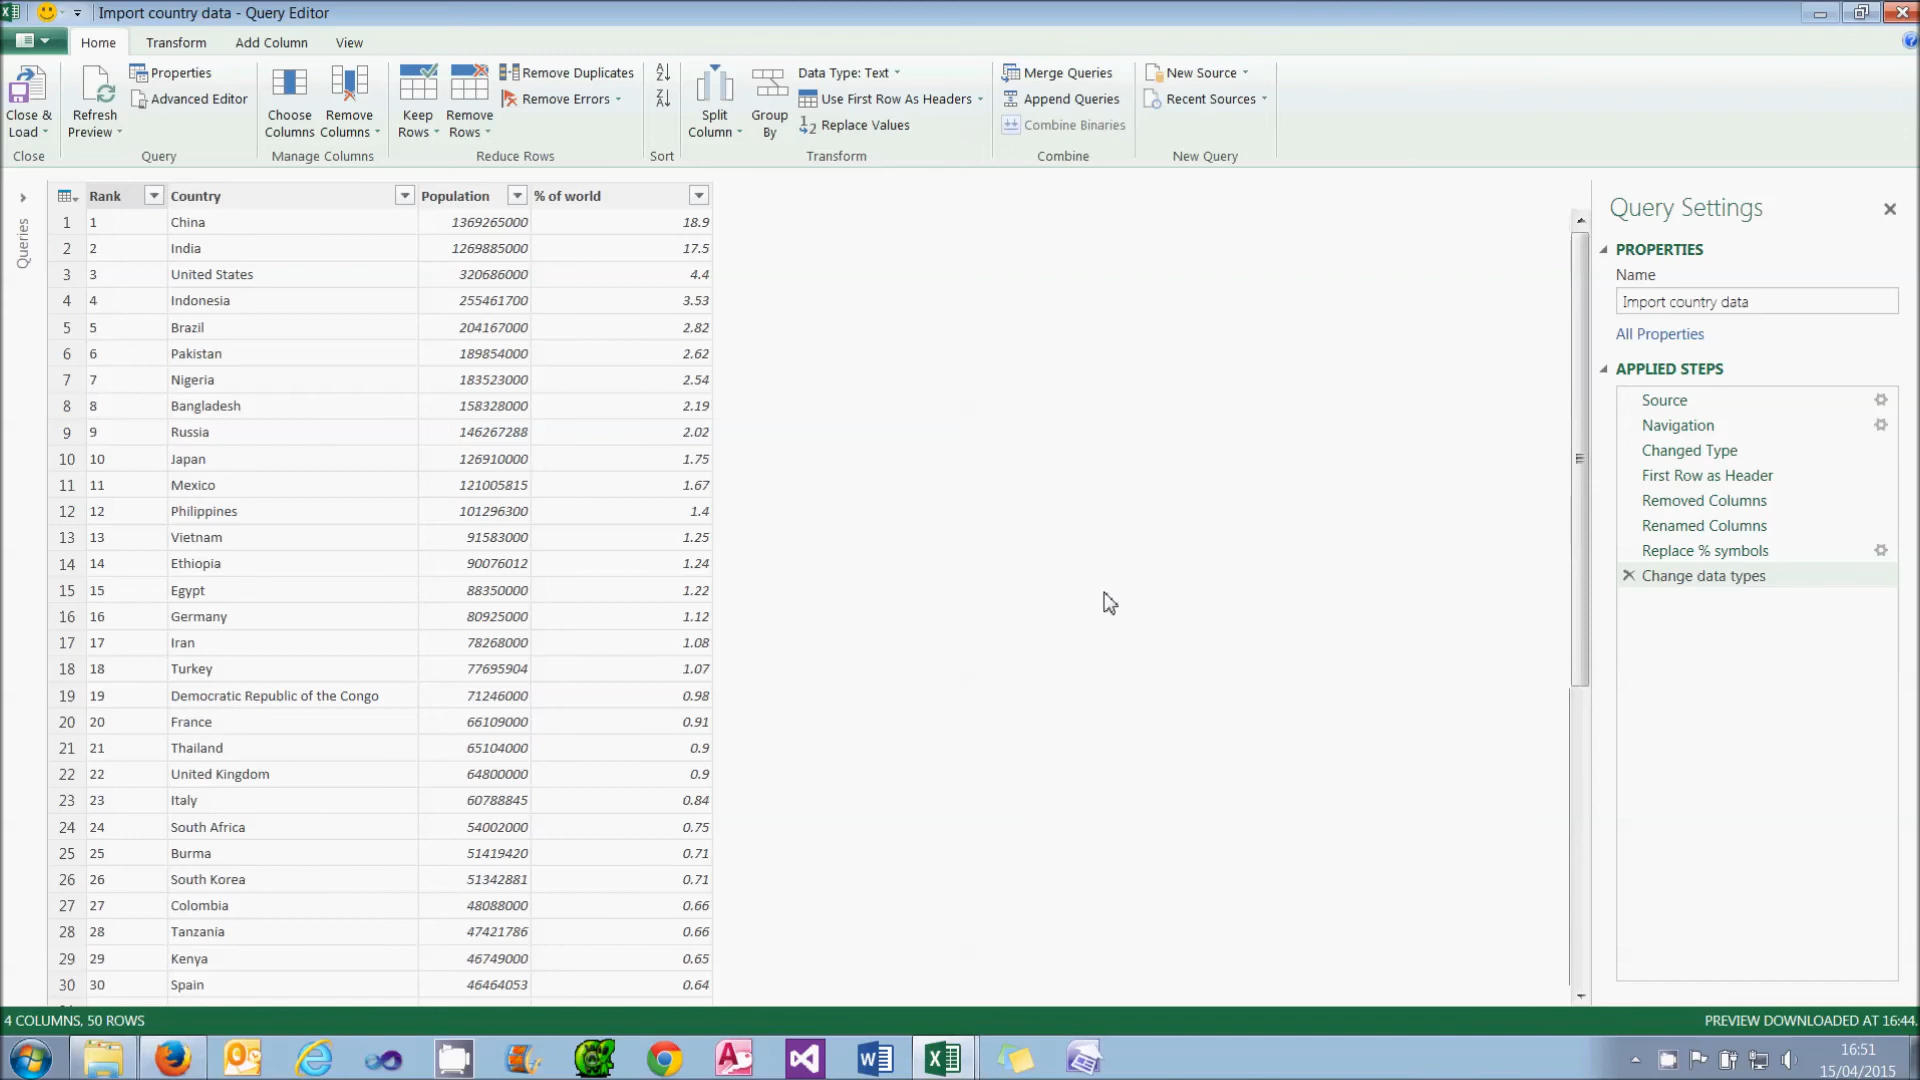 Import country data - Query Editor
Home Transform Add Column View
Close & Load
Refresh Preview
Properties
Advanced Editor
Choose Columns
Remove Columns
Keep Rows
Remove Rows
Remove Duplicates
Remove Errors
Split Column
Group By
Data Type: Text
Use First Row As Headers
Replace Values
Merge Queries
Append Queries
Combine Binaries
New Source
Recent Sources
Close Query Manage Columns Reduce Rows Sort Transform Combine New Query
Queries
Rank Country Population % of world
1 1 China 1369265000 18.9
2 2 India 1269885000 17.5
3 3 United States 320686000 4.4
4 4 Indonesia 255461700 3.53
5 5 Brazil 204167000 2.82
6 6 Pakistan 189854000 2.62
7 7 Nigeria 183523000 2.54
8 8 Bangladesh 158328000 2.19
9 9 Russia 146267288 2.02
10 10 Japan 126910000 1.75
11 11 Mexico 121005815 1.67
12 12 Philippines 101296300 1.4
13 13 Vietnam 91583000 1.25
14 14 Ethiopia 90076012 1.24
15 15 Egypt 88350000 1.22
16 16 Germany 80925000 1.12
17 17 Iran 78268000 1.08
18 18 Turkey 77695904 1.07
19 19 Democratic Republic of the Congo 71246000 0.98
20 20 France 66109000 0.91
21 21 Thailand 65104000 0.9
22 22 United Kingdom 64800000 0.9
23 23 Italy 60788845 0.84
24 24 South Africa 54002000 0.75
25 25 Burma 51419420 0.71
26 26 South Korea 51342881 0.71
27 27 Colombia 48088000 0.66
28 28 Tanzania 47421786 0.66
29 29 Kenya 46749000 0.65
30 30 Spain 46464053 0.64
Query Settings
PROPERTIES
Name
Import country data
All Properties
APPLIED STEPS
Source
Navigation
Changed Type
First Row as Header
Removed Columns
Renamed Columns
Replace % symbols
Change data types
4 COLUMNS, 50 ROWS
PREVIEW DOWNLOADED AT 16:44.
16:51
15/04/2015